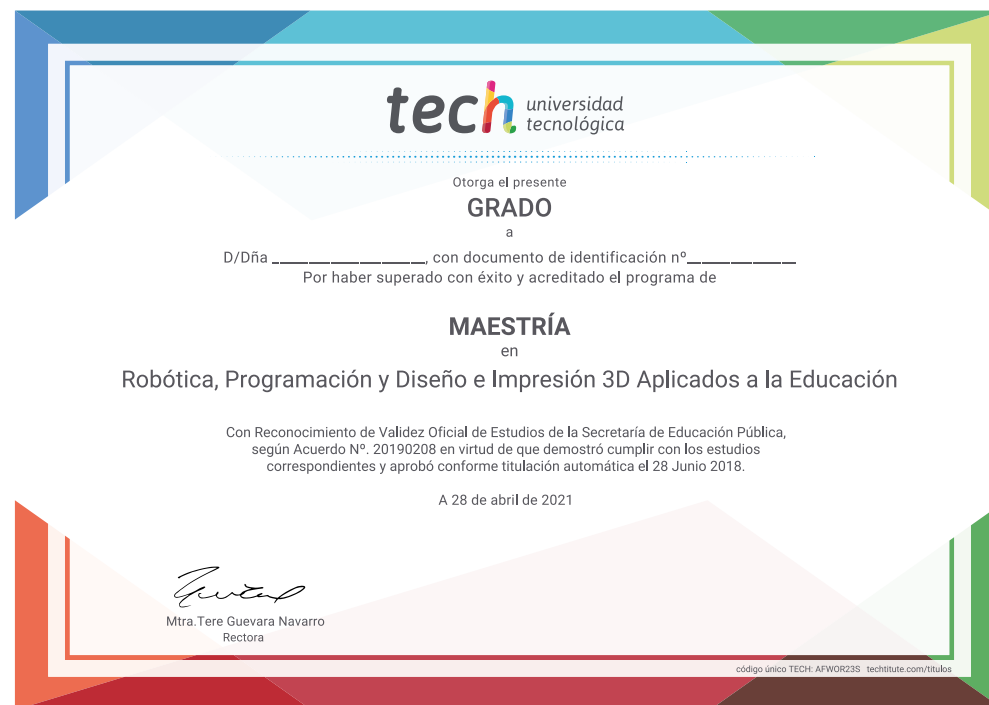 tech universidad
tecnológica
Otorga el presente
GRADO
a
D/Dña ____________________, con documento de identificación nº______________
Por haber superado con éxito y acreditado el programa de
MAESTRÍA
en
Robótica, Programación y Diseño e Impresión 3D Aplicados a la Educación
Con Reconocimiento de Validez Oficial de Estudios de la Secretaría de Educación Pública,
según Acuerdo Nº. 20190208 en virtud de que demostró cumplir con los estudios
correspondientes y aprobó conforme titulación automática el 28 Junio 2018.
A 28 de abril de 2021
Mtra.Tere Guevara Navarro
Rectora
código único TECH: AFWOR23S techtitute.com/titulos